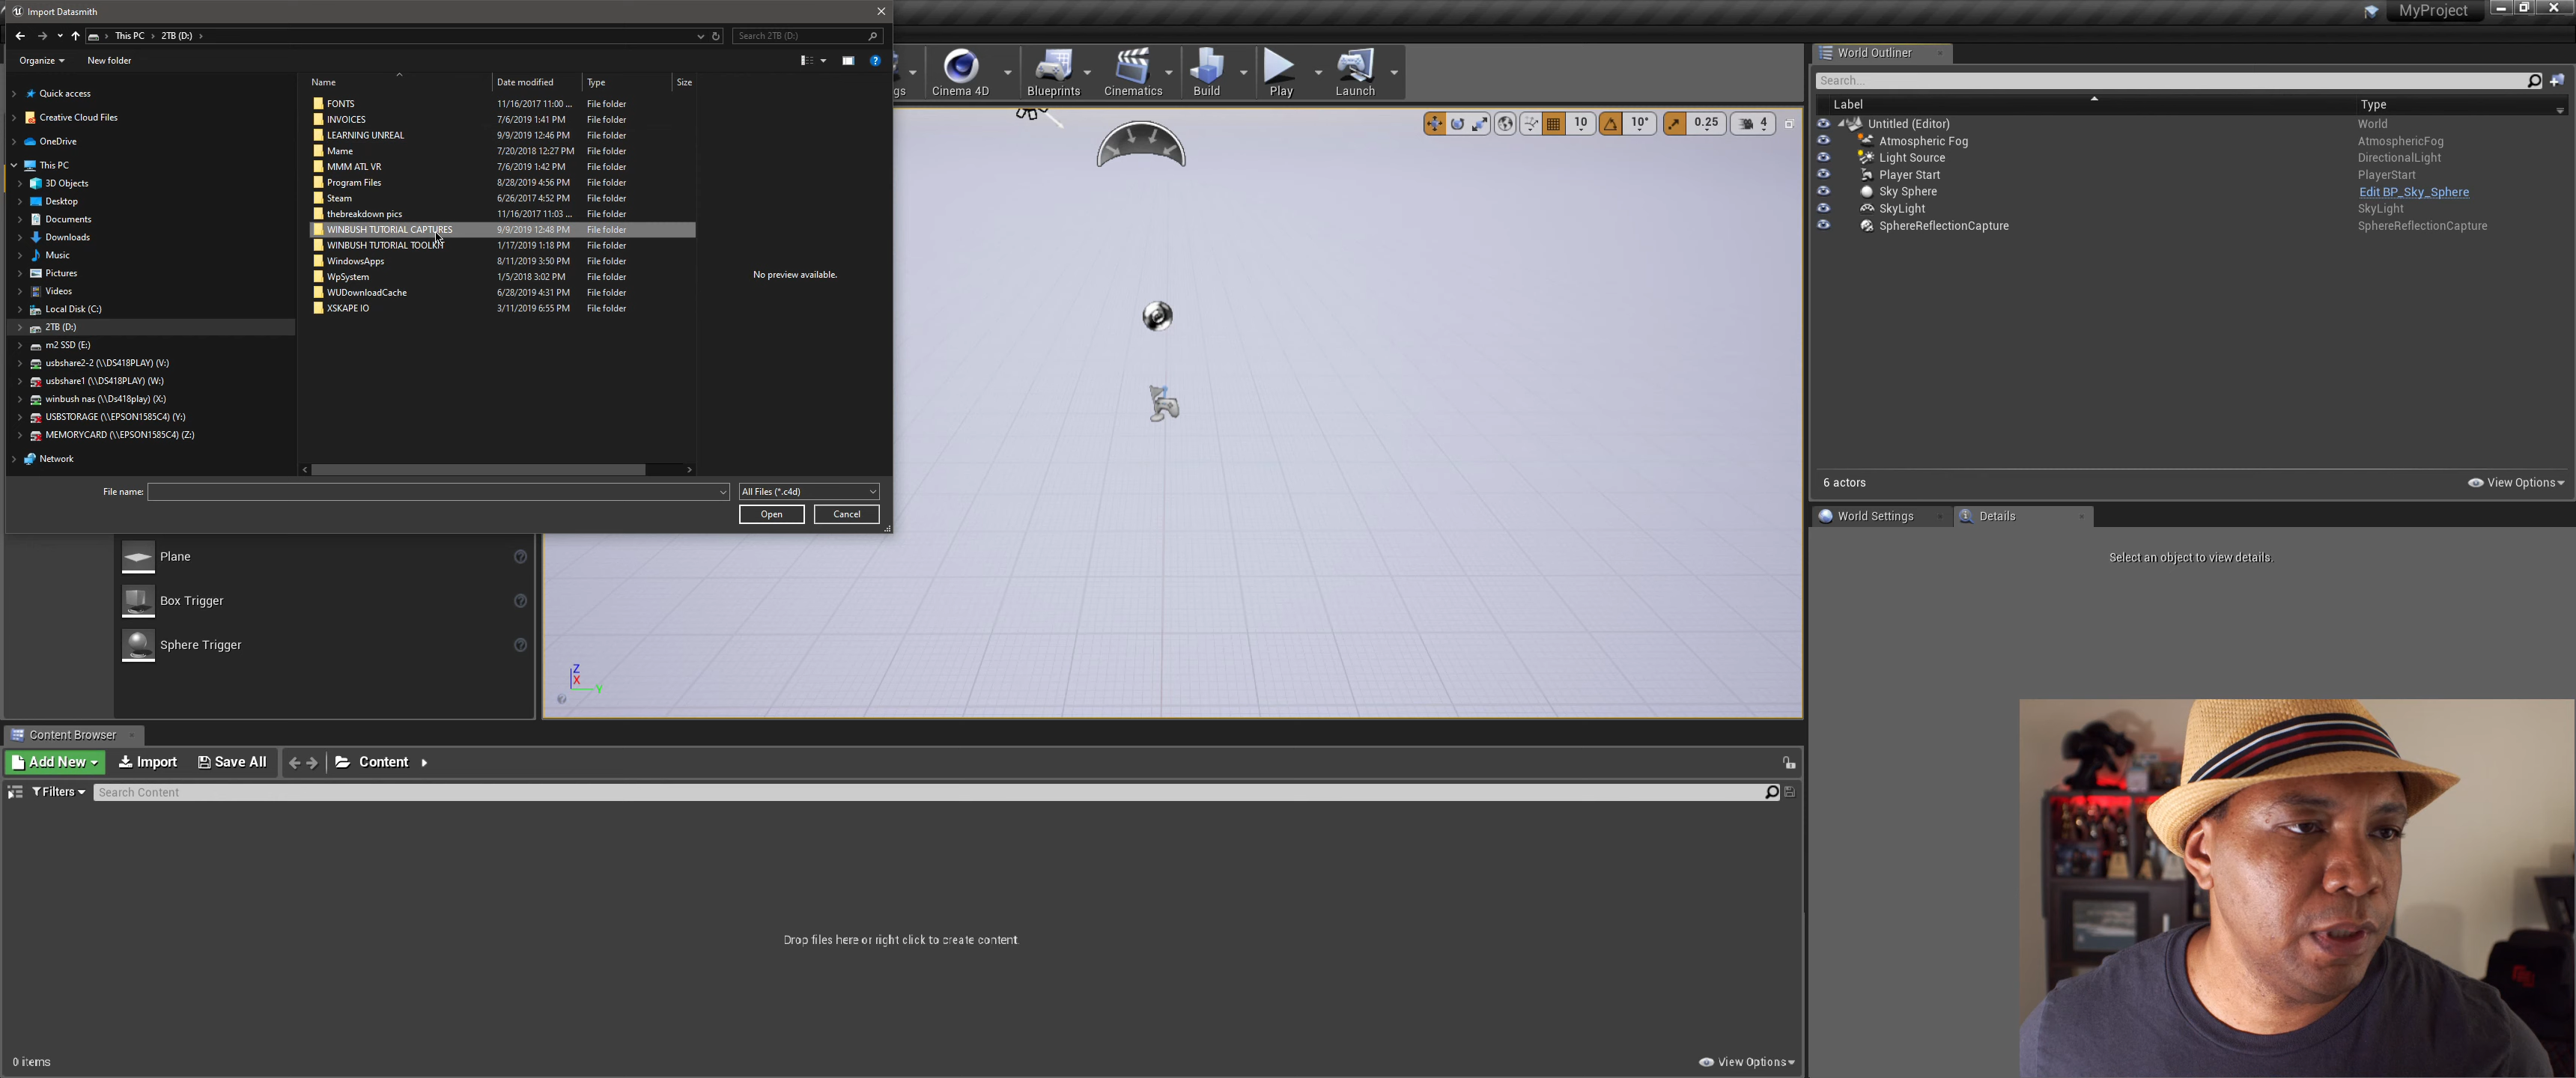 Import Datasmith
MyProject
This PC > 2TB (D:) >
Search 2TB (D:)
Organize
New folder
Name
Date modified
Type
Size
Quick access
Creative Cloud Files
OneDrive
This PC
3D Objects
Desktop
Documents
Downloads
Music
Pictures
Videos
Local Disk (C:)
2TB (D:)
m2 SSD (E:)
usbshare2-2 (\\DS418PLAY) (V:)
usbshare1 (\\DS418PLAY) (W:)
winbush nas (\\Ds418play) (X:)
USBSTORAGE (\\EPSON1585C4) (Y:)
MEMORYCARD (\\EPSON1585C4) (Z:)
Network
FONTS 11/16/2017 11:00 ... File folder
INVOICES 7/6/2019 1:41 PM File folder
LEARNING UNREAL 9/9/2019 12:46 PM File folder
Mame 7/20/2018 12:27 PM File folder
MMM ATL VR 7/6/2019 1:42 PM File folder
Program Files 8/28/2019 4:56 PM File folder
Steam 6/26/2017 4:52 PM File folder
thebreakdown pics 11/16/2017 11:03 ... File folder
WINBUSH TUTORIAL CAPTURES 9/9/2019 12:48 PM File folder
WINBUSH TUTORIAL TOOLKIT 1/17/2019 1:18 PM File folder
WindowsApps 8/11/2019 3:50 PM File folder
WpSystem 1/5/2018 3:02 PM File folder
WUDownloadCache 6/28/2019 4:31 PM File folder
XSKAPE IO 3/11/2019 6:55 PM File folder
No preview available.
File name:
All Files (*.c4d)
Open
Cancel
gs
Cinema 4D
Blueprints
Cinematics
Build
Play
Launch
10
10°
0.25
4
Z
X
Y
Plane
Box Trigger
Sphere Trigger
World Outliner
Search...
Label
Type
Untitled (Editor) World
Atmospheric Fog AtmosphericFog
Light Source DirectionalLight
Player Start PlayerStart
Sky Sphere Edit BP_Sky_Sphere
SkyLight SkyLight
SphereReflectionCapture SphereReflectionCapture
6 actors
View Options
World Settings
Details
Select an object to view details.
Content Browser
Add New
Import
Save All
Content
Filters
Search Content
Drop files here or right click to create content.
0 items
View Options